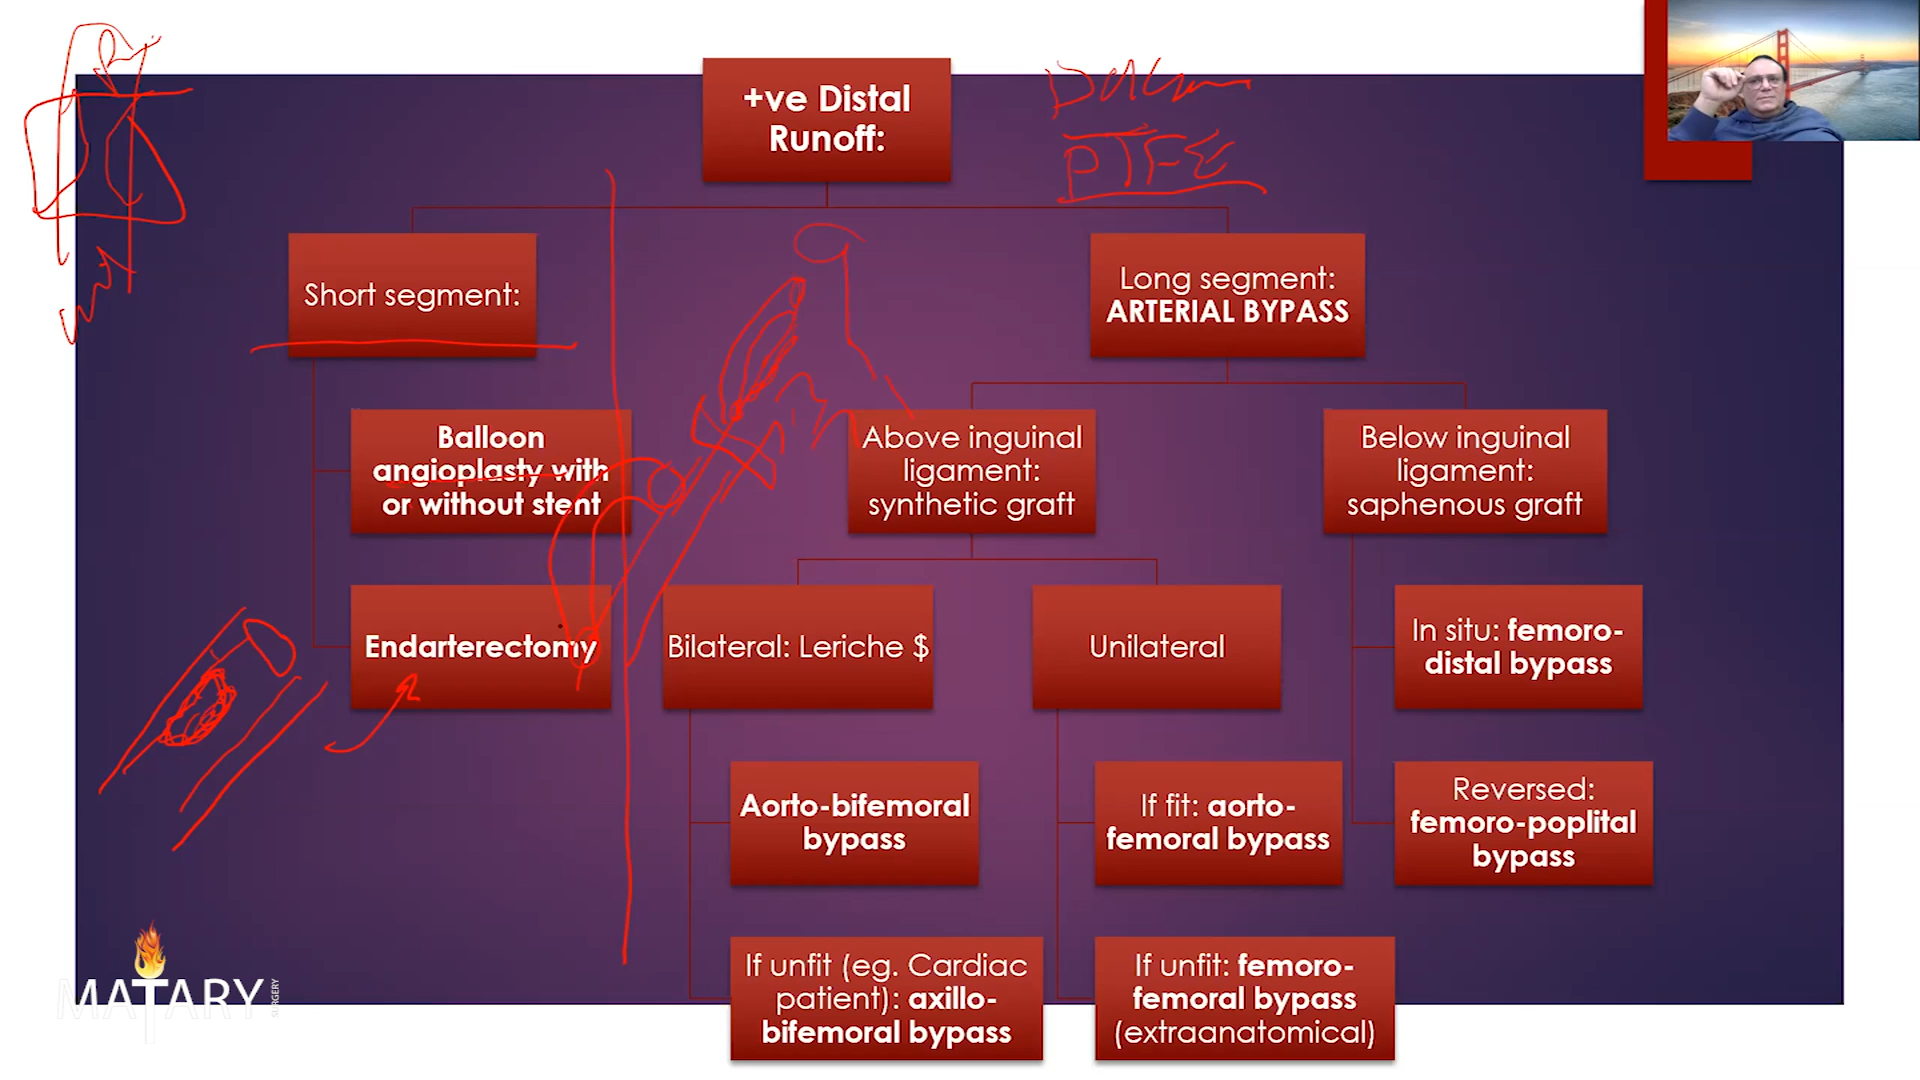 +ve Distal
Runoff:
Dacron
PTFE
Short segment:
Long segment:
ARTERIAL BYPASS
Balloon
angioplasty with
or without stent
Above inguinal
ligament:
synthetic graft
Below inguinal
ligament:
saphenous graft
Endarterectomy
Bilateral: Leriche $
Unilateral
In situ: femoro-
distal bypass
Aorto-bifemoral
bypass
If fit: aorto-
femoral bypass
Reversed:
femoro-poplital
bypass
If unfit (eg. Cardiac
patient): axillo-
bifemoral bypass
If unfit: femoro-
femoral bypass
(extraanatomical)
MATARY
SURGERY